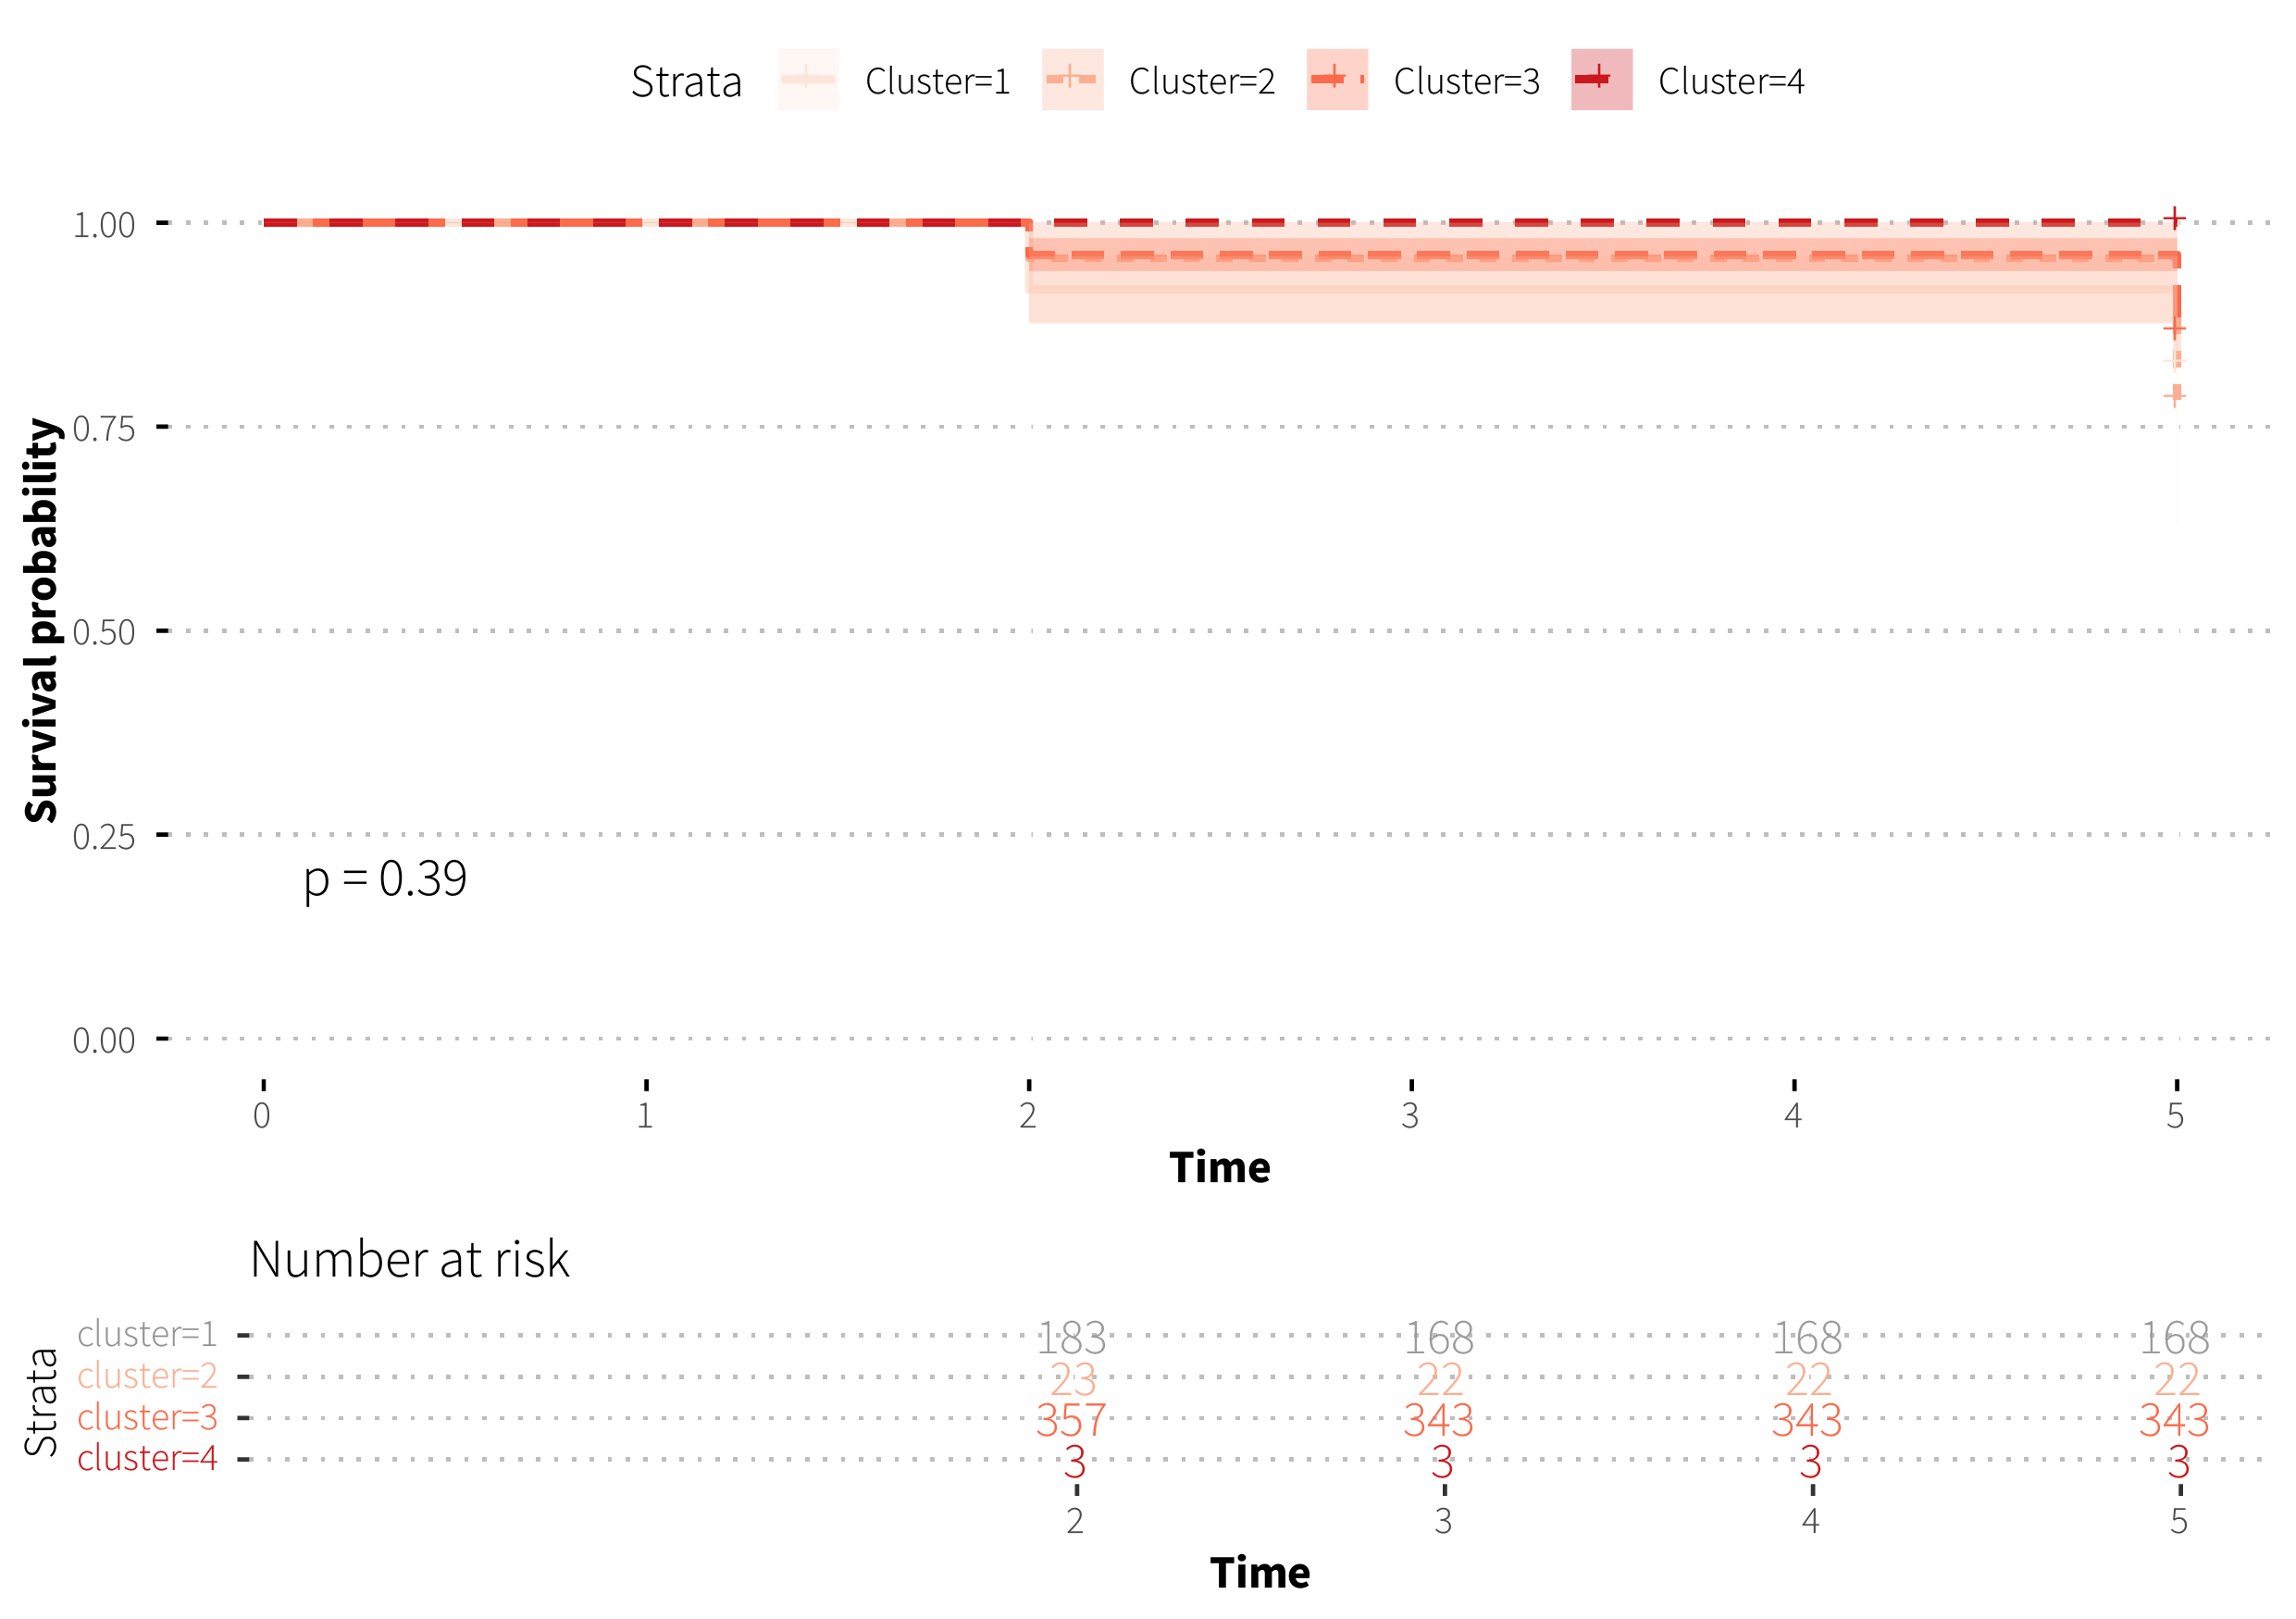 Strata Cluster=1 Cluster=2 Cluster=3 Cluster=4
1.00
0.75
0.50
0.25
0.00
Survival probability
p = 0.39
0 1 2 3 4 5
Time
Number at risk
Strata
cluster=1 183 168 168 168
cluster=2 23 22 22 22
cluster=3 357 343 343 343
cluster=4 3 3 3 3
2 3 4 5
Time